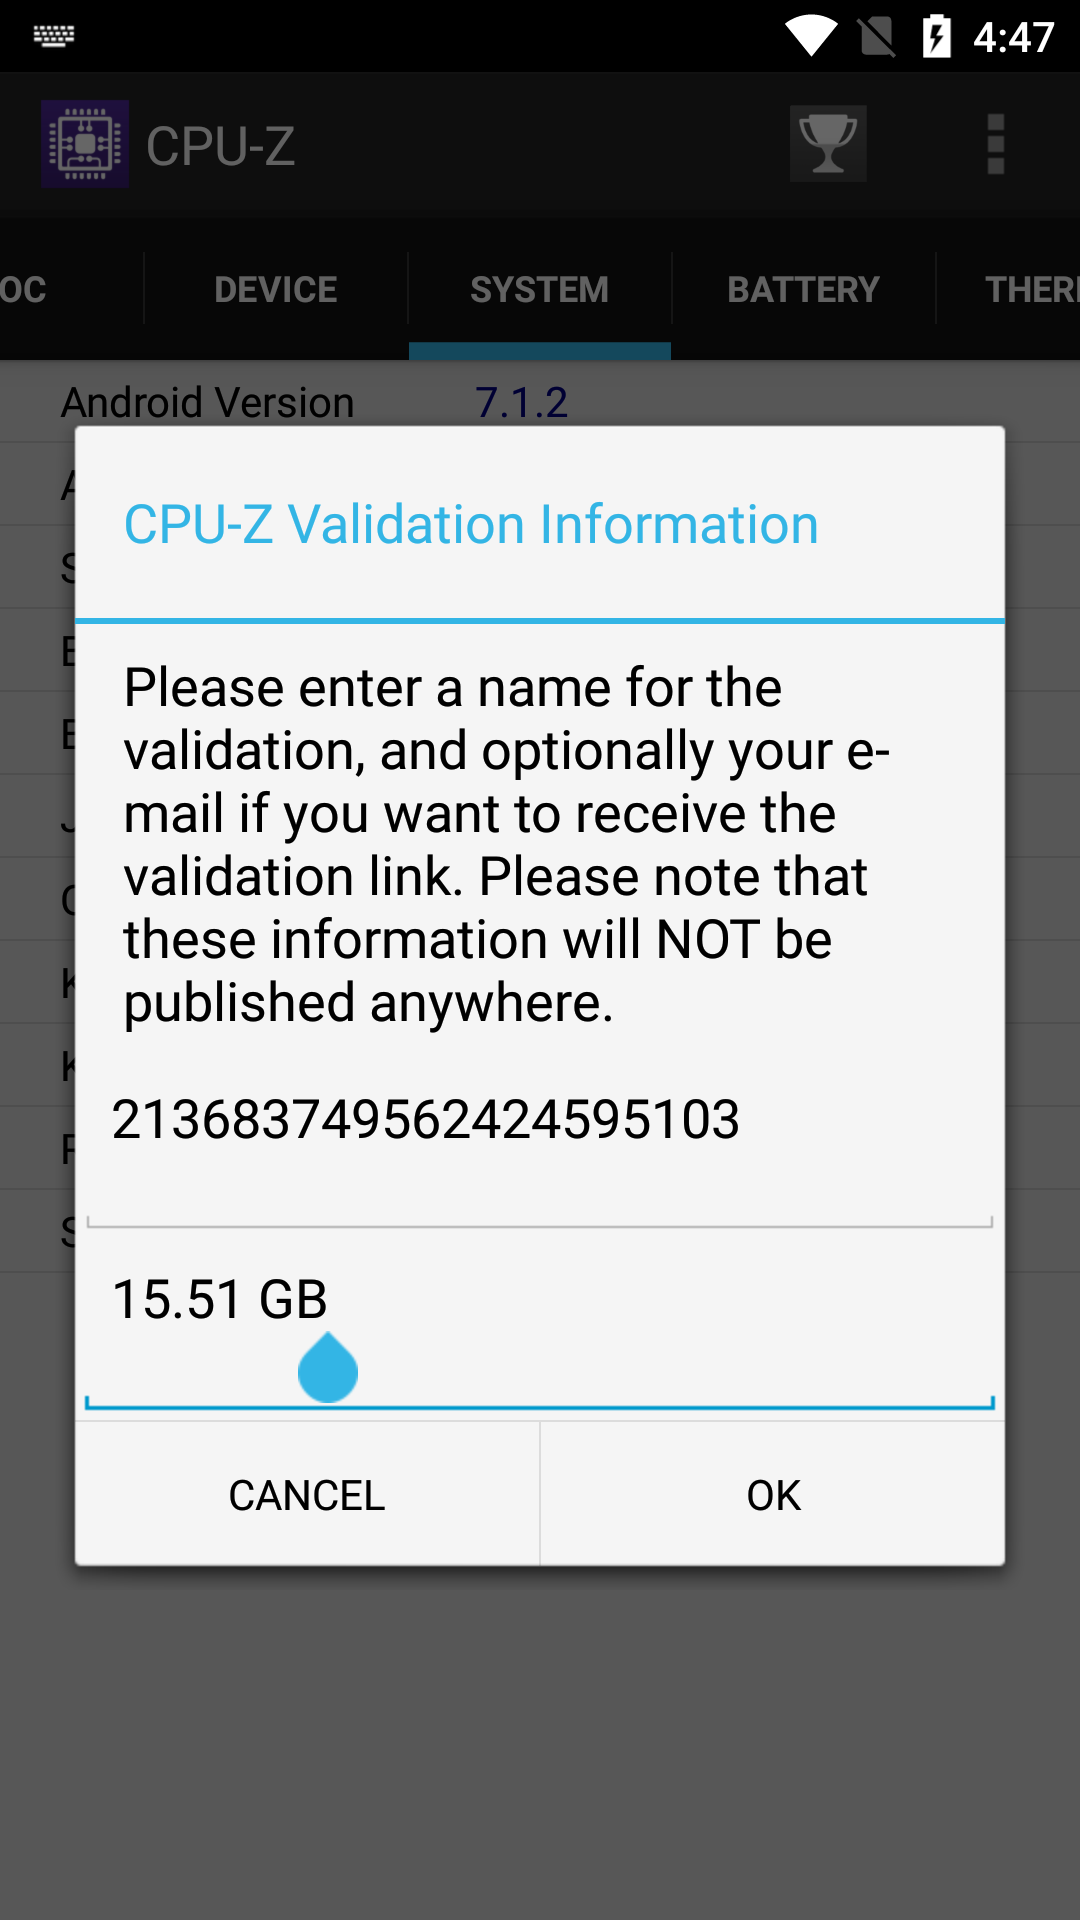 4:47
CPU-Z
OC DEVICE SYSTEM BATTERY THER
Android Version 7.1.2
CPU-Z Validation Information
Please enter a name for the
validation, and optionally your e-
mail if you want to receive the
validation link. Please note that
these information will NOT be
published anywhere.
213683749562424595103
15.51 GB
CANCEL OK